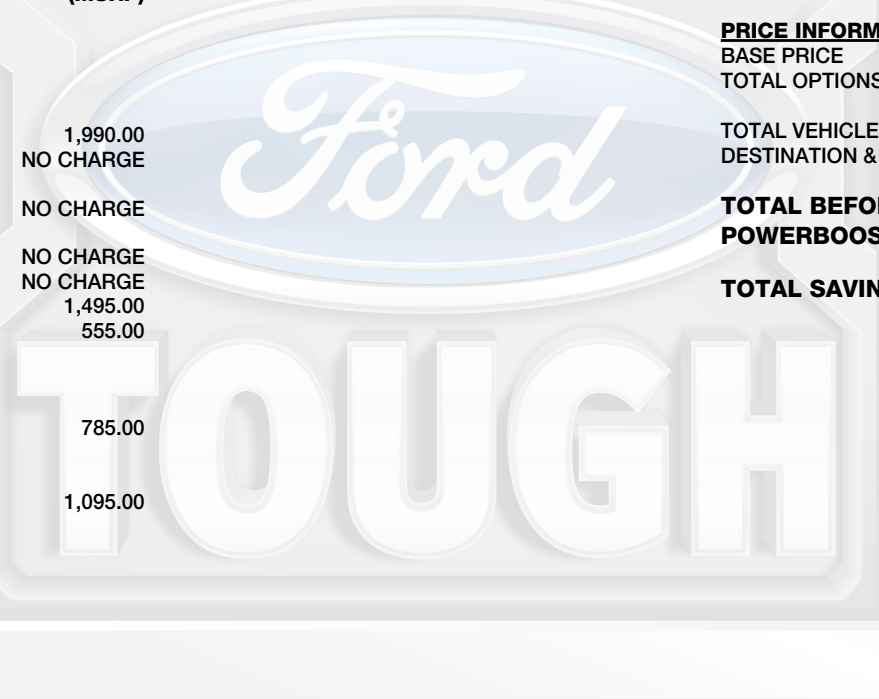 1,990.00
NO CHARGE
NO CHARGE
NO CHARGE
NO CHARGE
1,495.00
555.00
785.00
1,095.00
PRICE INFORM
BASE PRICE
TOTAL OPTIONS
TOTAL VEHICLE
DESTINATION &
TOTAL BEFO
POWERBOOS
TOTAL SAVIN
Ford
TOUGH